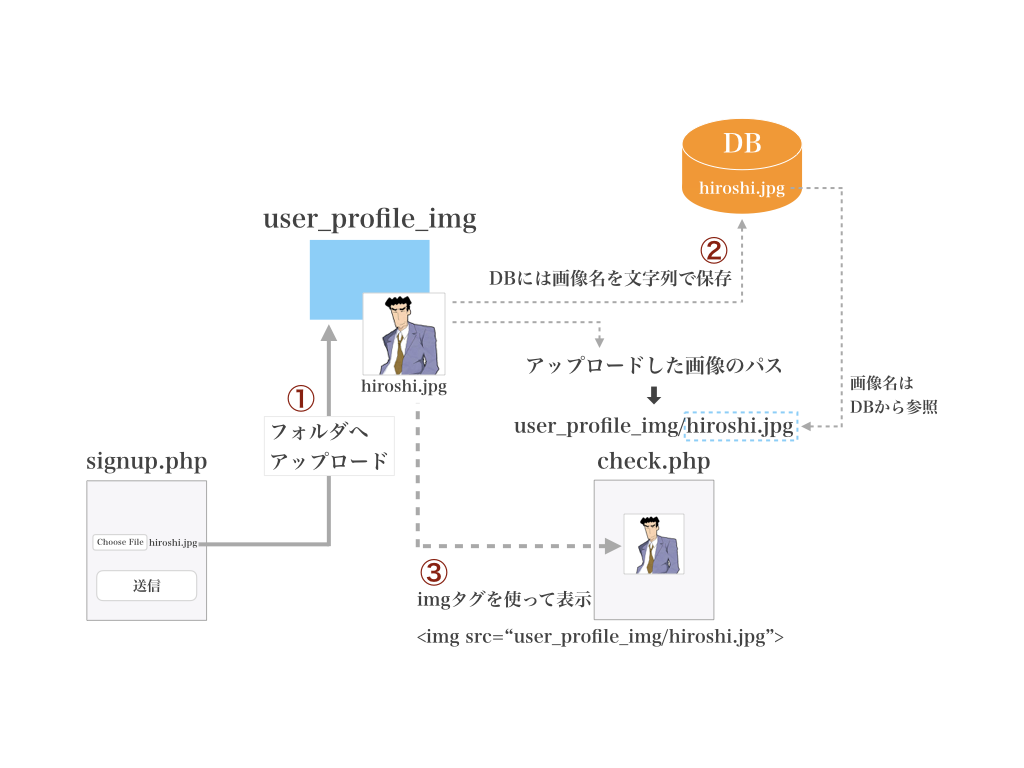 DB
hiroshi.jpg
user_profile_img
②
DBには画像名を文字列で保存
アップロードした画像のパス
hiroshi.jpg
画像名は
DBから参照
①
フォルダへ
アップロード
user_profile_img/hiroshi.jpg
signup.php
check.php
Choose File hiroshi.jpg
送信
③
imgタグを使って表示
<img src=“user_profile_img/hiroshi.jpg”>